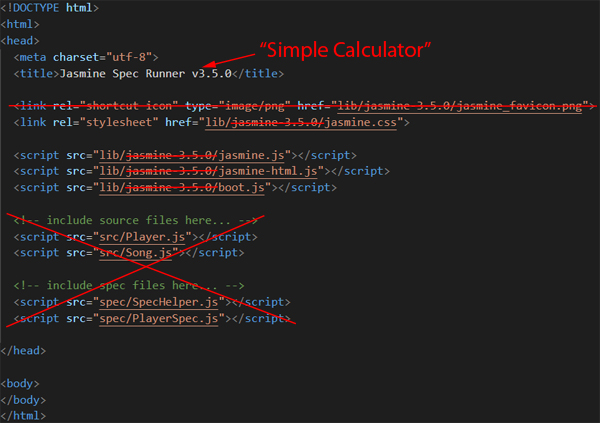 <!DOCTYPE html>
<html>
<head>
<meta charset="utf-8">
“Simple Calculator”
<title>Jasmine Spec Runner v3.5.0</title>
<link rel="shortcut icon" type="image/png" href="lib/jasmine-3.5.0/jasmine_favicon.png">
<link rel="stylesheet" href="lib/jasmine-3.5.0/jasmine.css">
<script src="lib/jasmine-3.5.0/jasmine.js"></script>
<script src="lib/jasmine-3.5.0/jasmine-html.js"></script>
<script src="lib/jasmine-3.5.0/boot.js"></script>
<!-- include source files here... -->
<script src="src/Player.js"></script>
<script src="src/Song.js"></script>
<!-- include spec files here... -->
<script src="spec/SpecHelper.js"></script>
<script src="spec/PlayerSpec.js"></script>
</head>
<body>
</body>
</html>